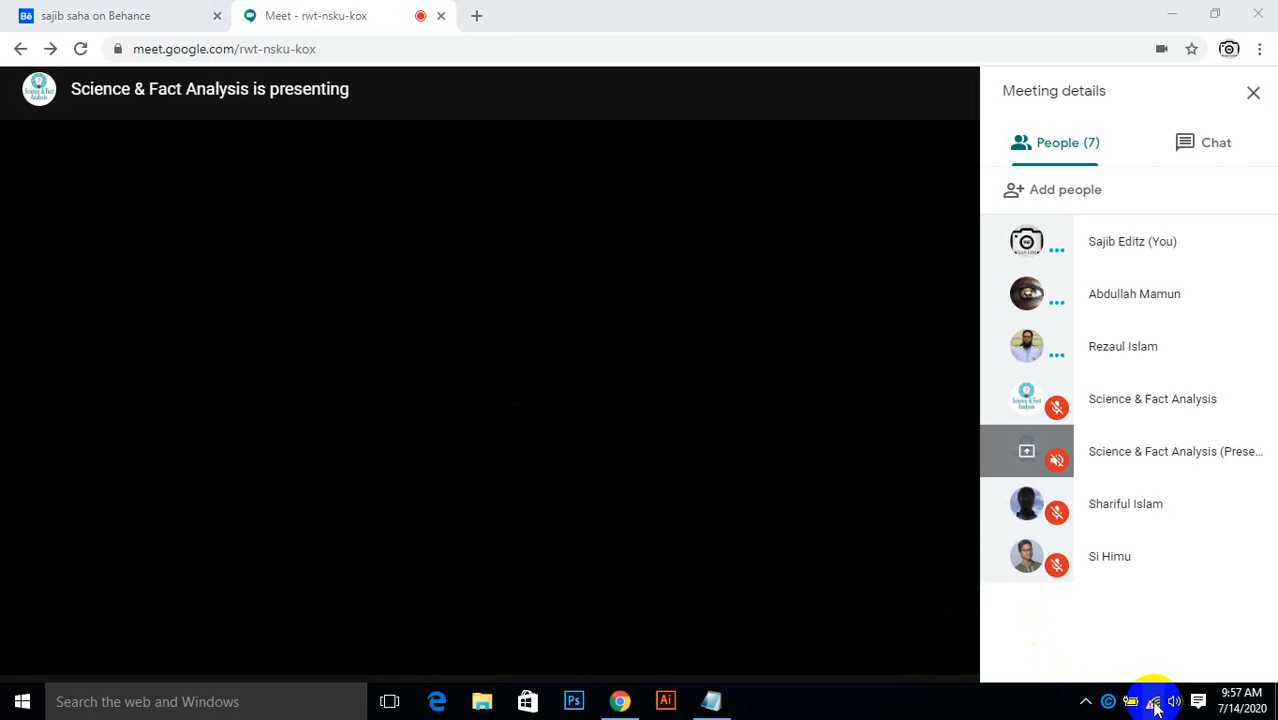 sajib saha on Behance
Meet - rwt-nsku-kox
meet.google.com/rwt-nsku-kox
Science & Fact Analysis is presenting
Meeting details
People (7)
Chat
Add people
Sajib Editz (You)
Abdullah Mamun
Rezaul Islam
Science & Fact Analysis
Science & Fact Analysis (Prese...
Shariful Islam
Si Himu
Search the web and Windows
Ps
Ai
9:57 AM
7/14/2020